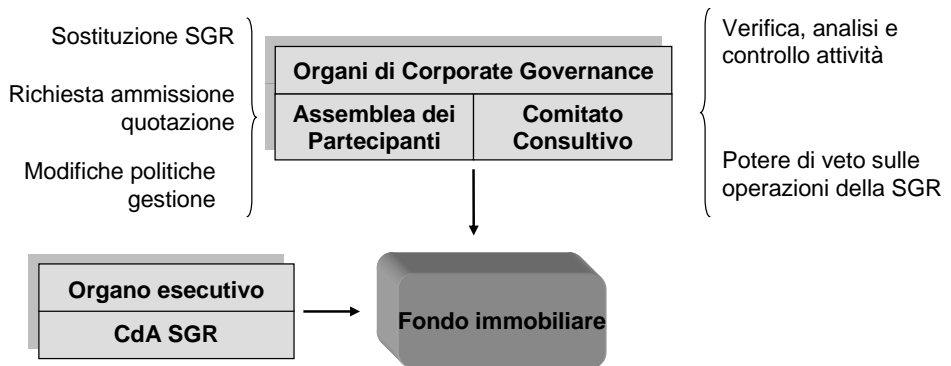 Sostituzione SGR
Richiesta ammissione
quotazione
Modifiche politiche
gestione
Organi di Corporate Governance
Assemblea dei
Partecipanti
Comitato
Consultivo
Verifica, analisi e
controllo attività
Potere di veto sulle
operazioni della SGR
Organo esecutivo
CdA SGR
Fondo immobiliare